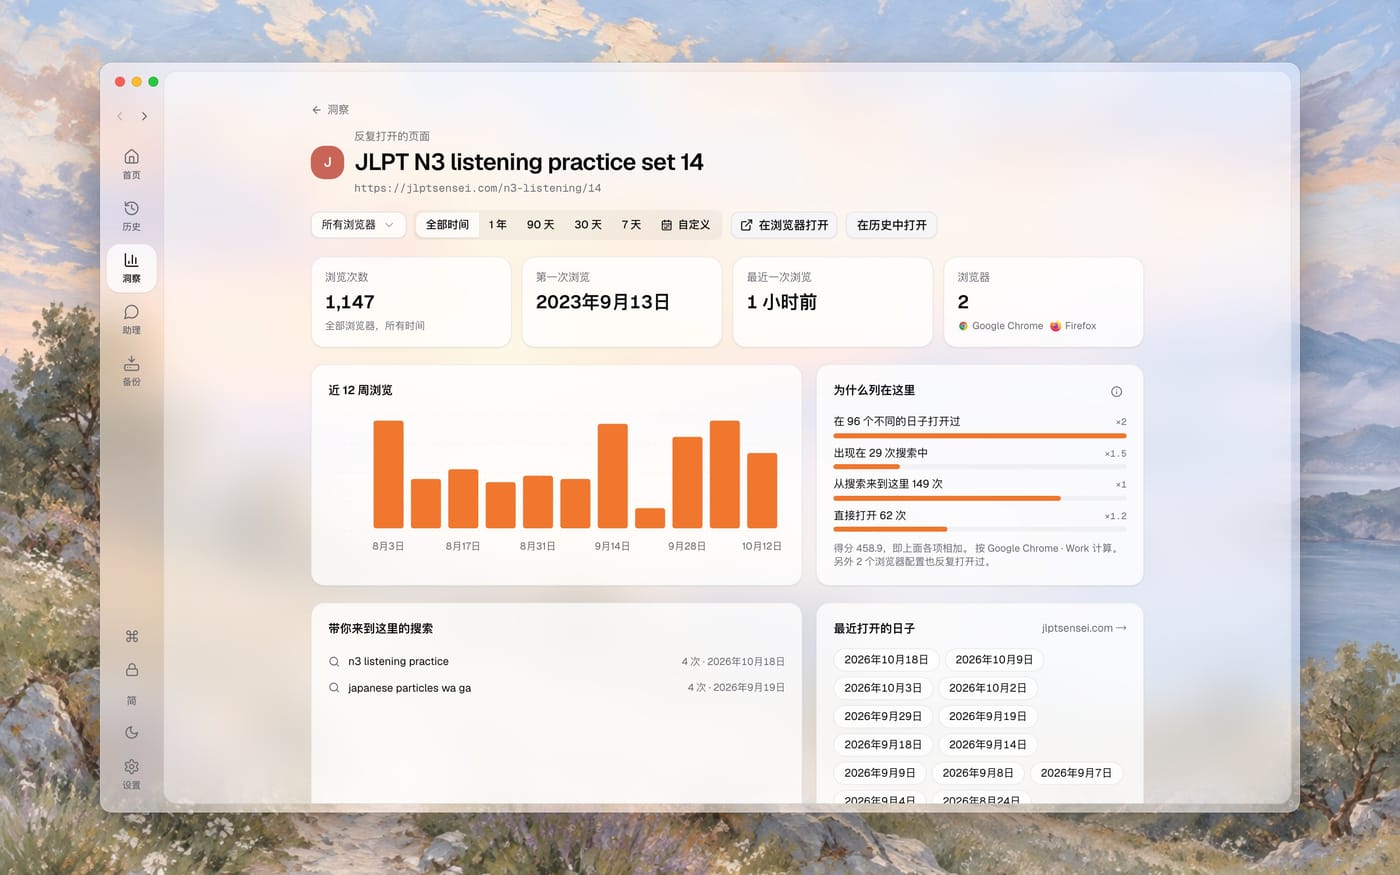 洞察
反复打开的页面
J
JLPT N3 listening practice set 14
https://jlptsensei.com/n3-listening/14
首页
历史
洞察
助理
备份
简
设置
所有浏览器
全部时间 1 年 90 天 30 天 7 天 自定义
在浏览器打开
在历史中打开
浏览次数
1,147
全部浏览器，所有时间
第一次浏览
2023年9月13日
最近一次浏览
1 小时前
浏览器
2
Google Chrome Firefox
近 12 周浏览
8月3日 8月17日 8月31日 9月14日 9月28日 10月12日
为什么列在这里
在 96 个不同的日子打开过 ×2
出现在 29 次搜索中 ×1.5
从搜索来到这里 149 次 ×1
直接打开 62 次 ×1.2
得分 458.9，即上面各项相加。 按 Google Chrome · Work 计算。
另外 2 个浏览器配置也反复打开过。
带你来到这里的搜索
n3 listening practice 4 次 · 2026年10月18日
japanese particles wa ga 4 次 · 2026年9月19日
最近打开的日子 jlptsensei.com →
2026年10月18日 2026年10月9日
2026年10月3日 2026年10月2日
2026年9月29日 2026年9月19日
2026年9月18日 2026年9月14日
2026年9月9日 2026年9月8日 2026年9月7日
2026年9月4日 2026年8月24日